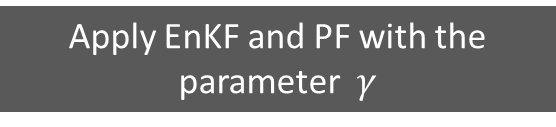 Apply EnKF and PF with the
parameter γ